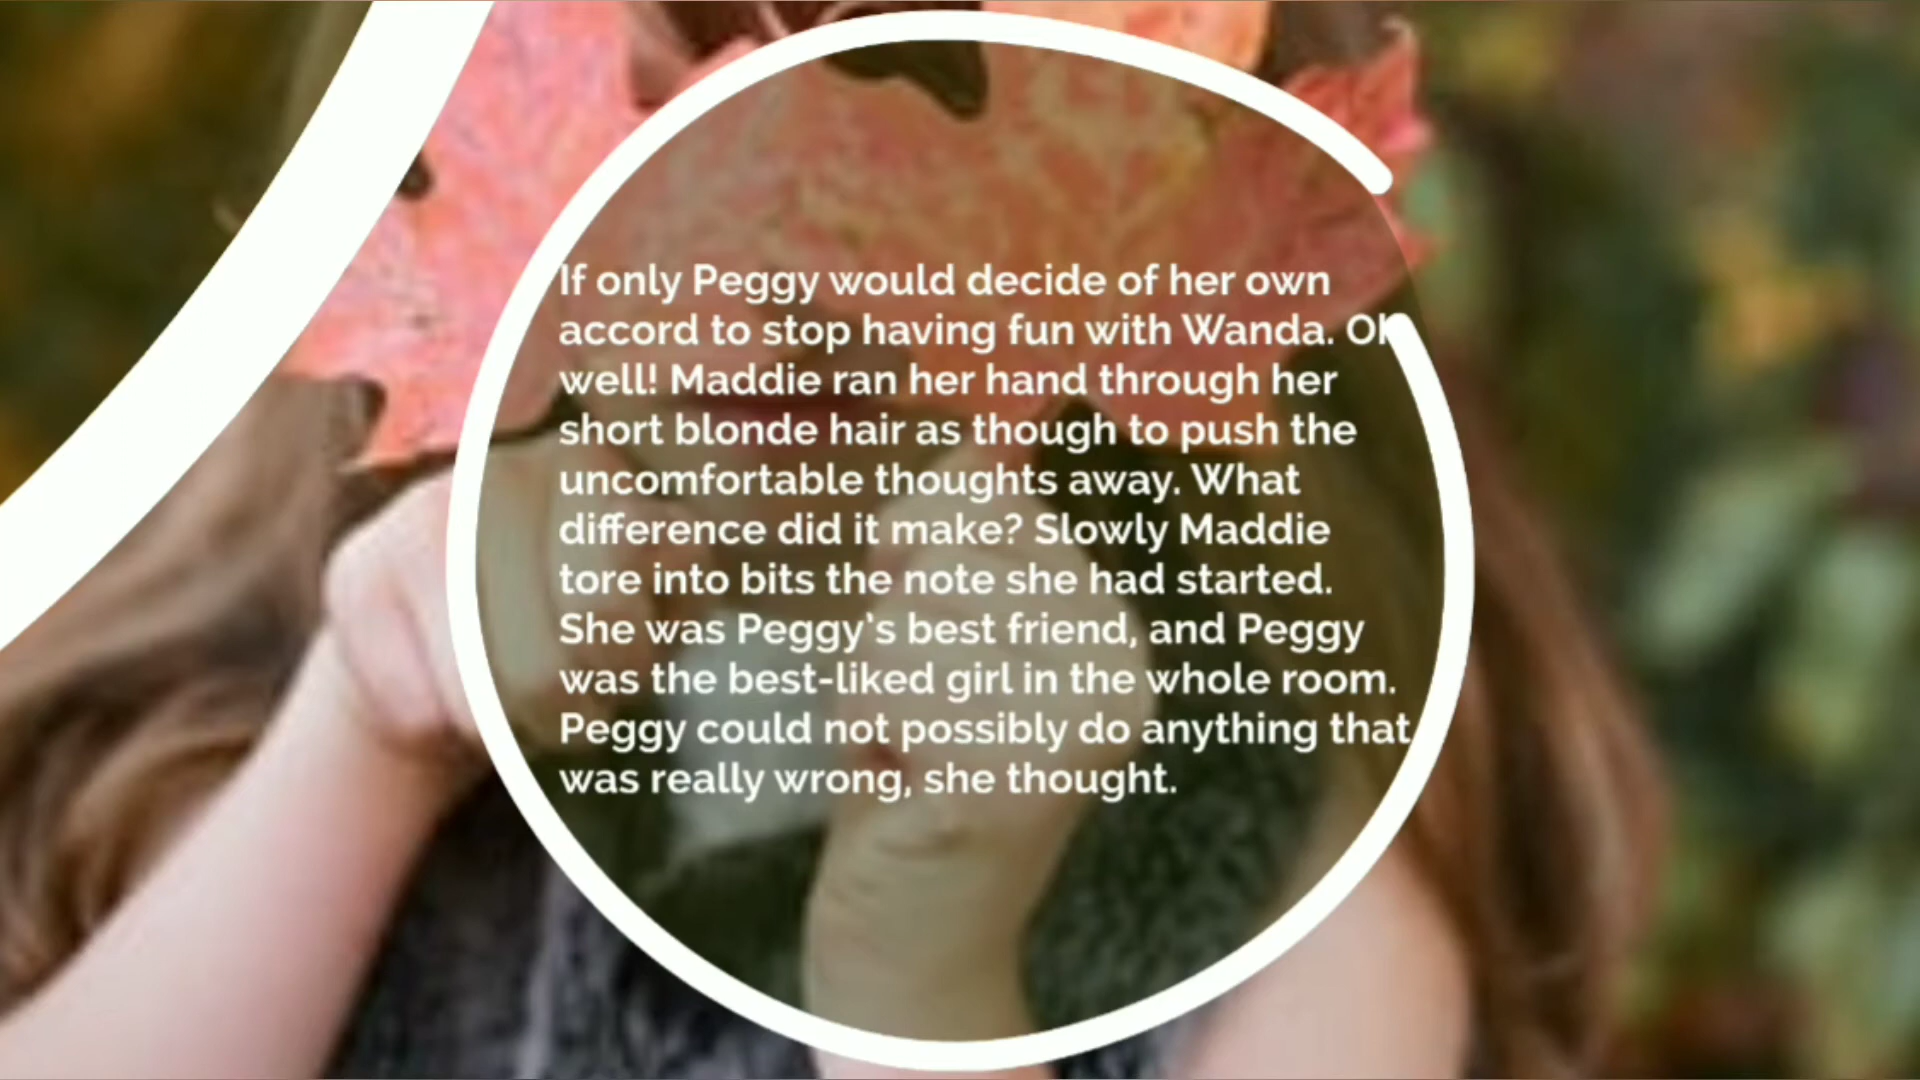 If only Peggy would decide of her own
accord to stop having fun with Wanda.
well! Maddie ran her hand through her
short blonde hair as though to push the
uncomfortable thoughts away. What
difference did it make? Slowly Maddie
tore into bits the note she had started.
She was Peggy's best friend, and Peggy
was the best-liked girl in the whole room.
Peggy could not possibly do anything that
was really wrong, she thought.